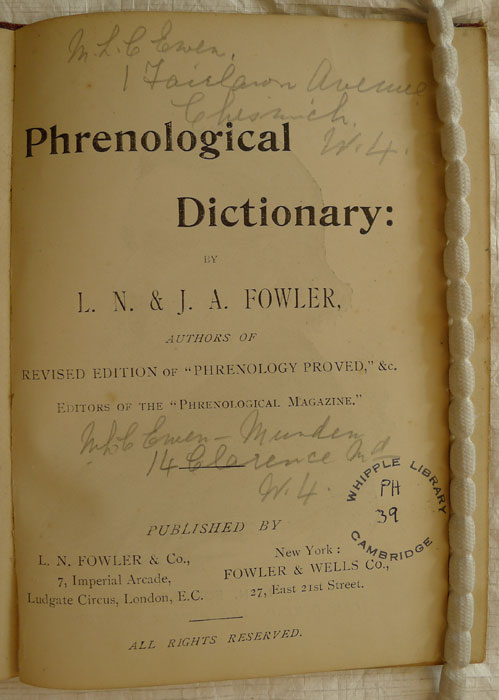 M. L. C Ewen.
1 Fairlawn Avenue
Chiswick.
Phrenological
W. 4.
Dictionary:
BY
L. N. & J. A. FOWLER,
AUTHORS OF
REVISED EDITION OF "PHRENOLOGY PROVED," &c.
EDITORS OF THE "PHRENOLOGICAL MAGAZINE."
M L C Ewen - Munden
14 Clarence Rd
W. 4.
WHIPPLE LIBRARY
PH
39
CAMBRIDGE
PUBLISHED BY
L. N. FOWLER & Co.,
7, Imperial Arcade,
Ludgate Circus, London, E.C.
New York:
FOWLER & WELLS Co.,
27, East 21st Street.
ALL RIGHTS RESERVED.